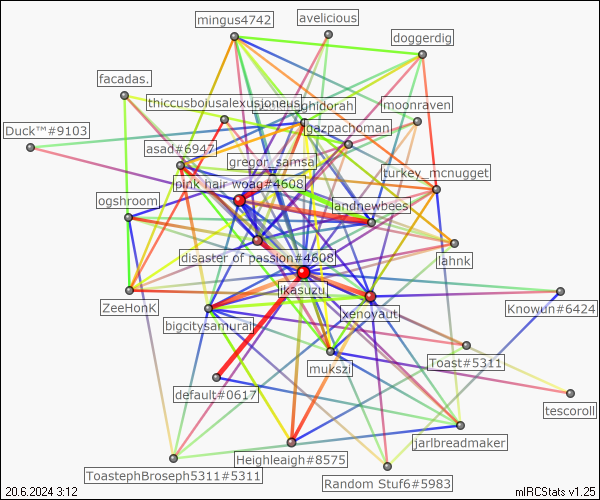 mingus4742
avelicious
doggerdig
facadas.
thiccusboiusalexusjoneus
ghidorah
moonraven
Duck™#9103
gazpachoman
asad#6947
gregor_samsa
turkey_mcnugget
pink hair woag#4608
ogshroom
landnewbees
disaster of passion#4608
lahnk
ikasuzu
ZeeHonK
xenovant
Knowun#6424
bigcitysamurai
mukszi
Toast#5311
default#0617
tescoroll
Heighleaigh#8575
jarlbreadmaker
ToastephBroseph5311#5311
Random Stuf6#5983
20.6.2024 3:12
mIRCStats v1.25